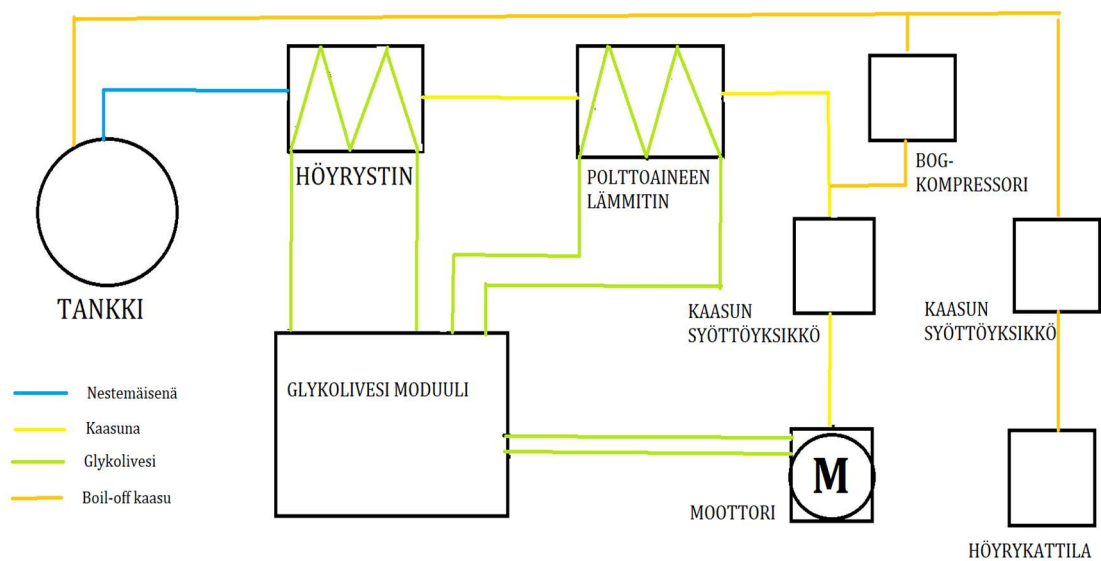 HÖYRYSTIN
POLTTOAINEEN
LÄMMITIN
BOG-
KOMPRESSORI
TANKKI
KAASUN
SYÖTTÖYKSIKKÖ
KAASUN
SYÖTTÖYKSIKKÖ
GLYKOLIVESI MODUULI
Nestemäisenä
Kaasuna
Glykolivesi
Boil-off kaasu
M
MOOTTORI
HÖYRYKATTILA